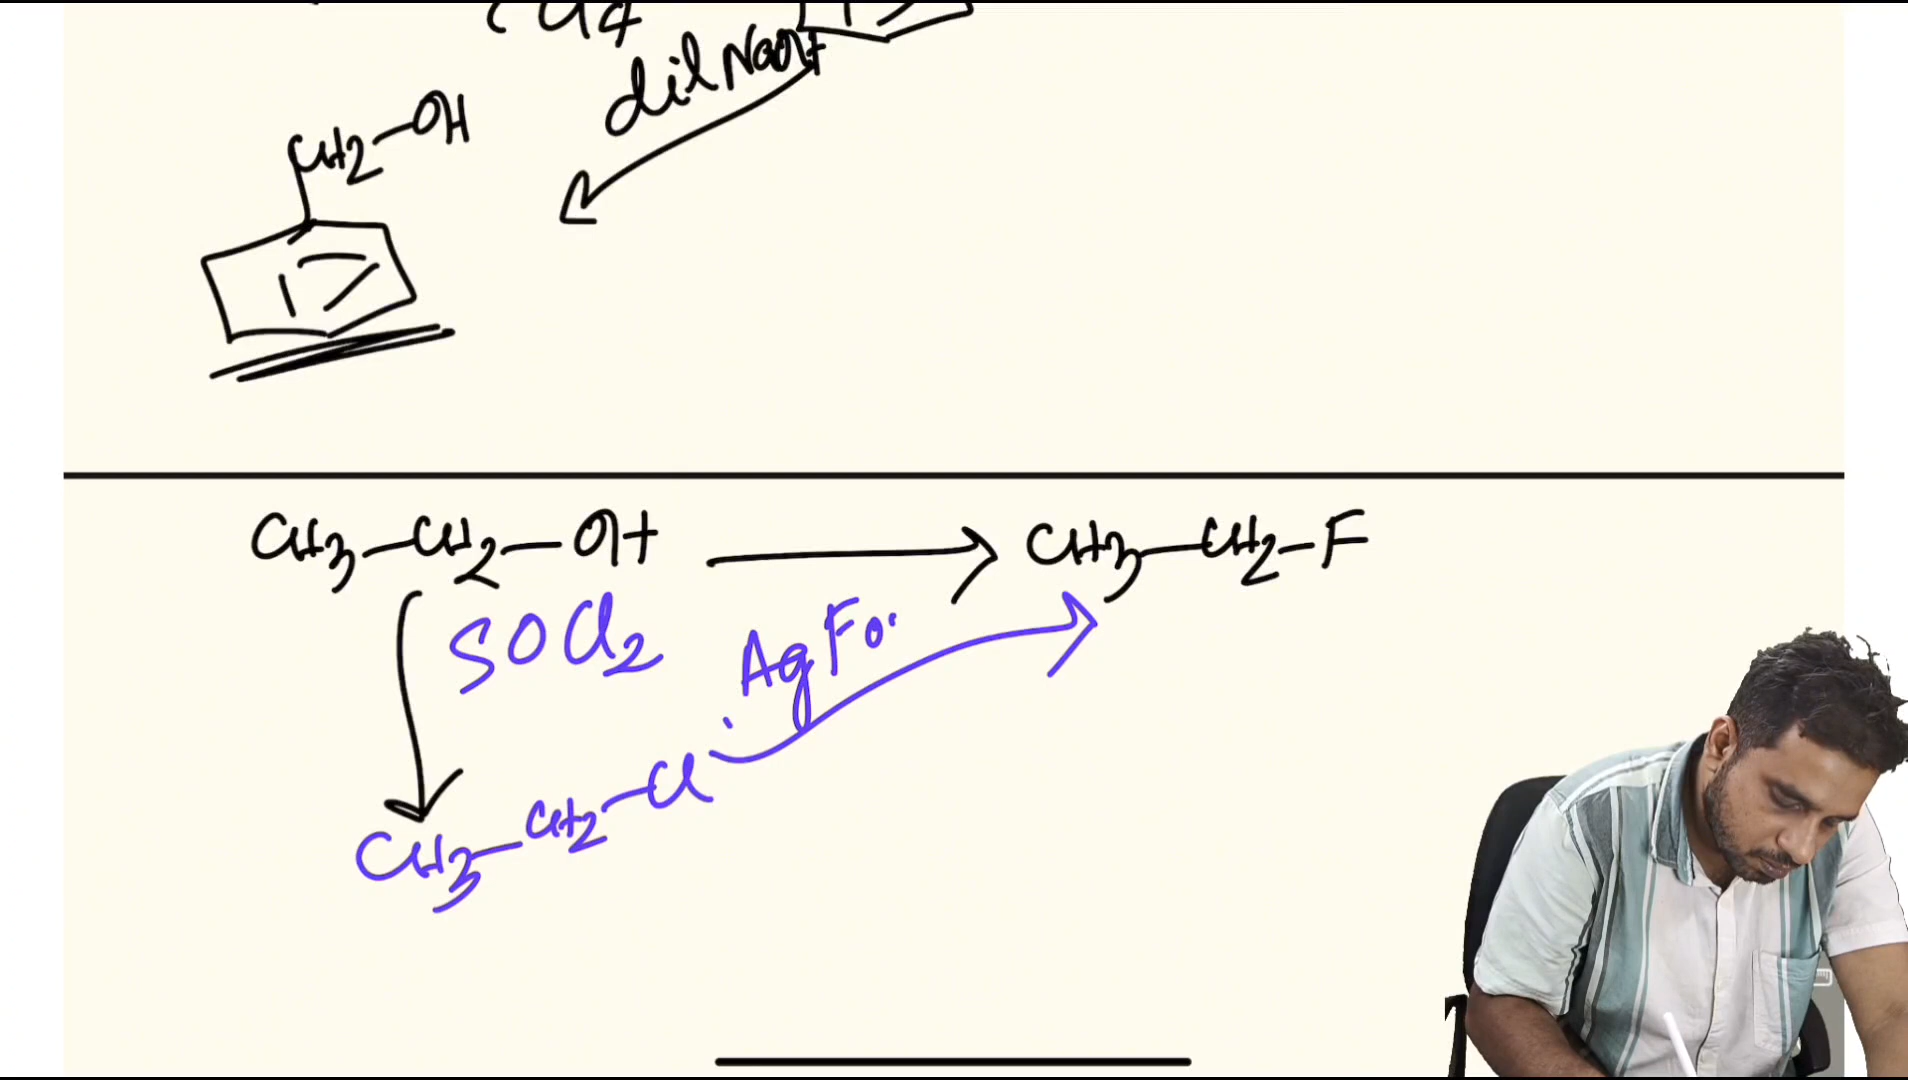 dil NaOH
CH2-OH
CH3-CH2-OH → CH3-CH2-F
SOCl2
AgF
CH3-CH2-Cl